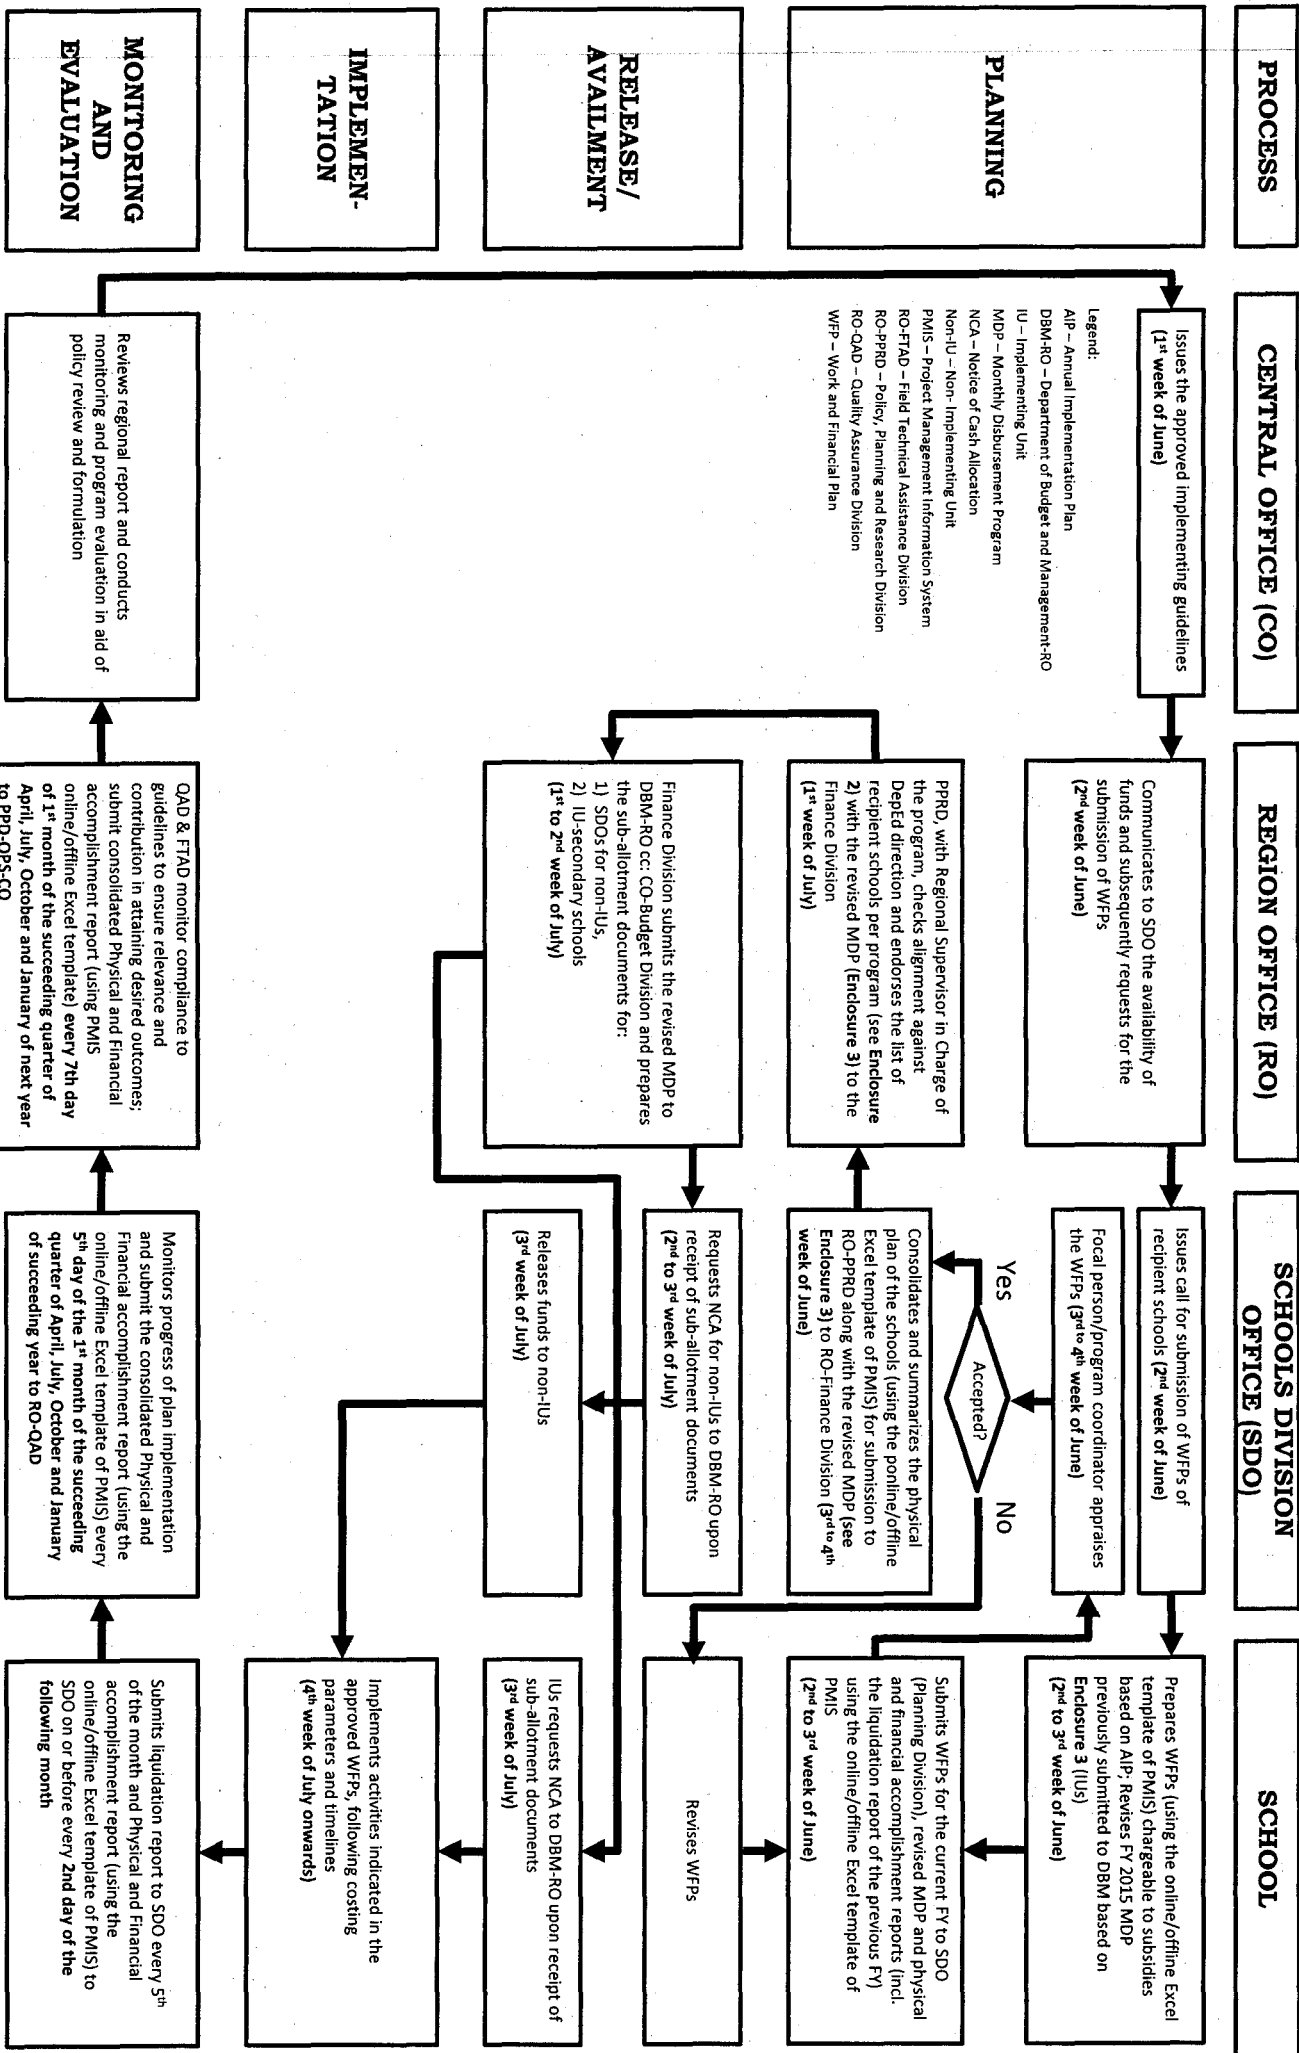 PROCESS
CENTRAL OFFICE (CO)
REGION OFFICE (RO)
SCHOOLS DIVISION
OFFICE (SDO)
SCHOOL
PLANNING
Issues the approved implementing guidelines
(1st week of June)
Legend:
AIP – Annual Implementation Plan
DBM-RO – Department of Budget and Management-RO
IU – Implementing Unit
MDP – Monthly Disbursement Program
NCA – Notice of Cash Allocation
Non-IU – Non- Implementing Unit
PMIS – Project Management Information System
RO-FTAD – Field Technical Assistance Division
RO-PPRD – Policy, Planning and Research Division
RO-QAD – Quality Assurance Division
WFP – Work and Financial Plan
Communicates to SDO the availability of
funds and subsequently requests for the
submission of WFPs
(2nd week of June)
Issues call for submission of WFPs of
recipient schools (2nd week of June)
Prepares WFPs (using the online/offline Excel
template of PMIS) chargeable to subsidies
based on AIP; Revises FY 2015 MDP
previously submitted to DBM based on
Enclosure 3 (IUs)
(2nd to 3rd week of June)
Focal person/program coordinator appraises
the WFPs (3rd to 4th week of June)
Accepted?
Yes
No
PPRD, with Regional Supervisor in Charge of
the program, checks alignment against
DepEd direction and endorses the list of
recipient schools per program (see Enclosure
2) with the revised MDP (Enclosure 3) to the
Finance Division
(1st week of July)
Consolidates and summarizes the physical
plan of the schools (using the ponline/offline
Excel template of PMIS) for submission to
RO-PPRD along with the revised MDP (see
Enclosure 3) to RO-Finance Division (3rd to 4th
week of June)
Submits WFPs for the current FY to SDO
(Planning Division), revised MDP and physical
and financial accomplishment reports (incl.
the liquidation report of the previous FY)
using the online/offline Excel template of
PMIS
(2nd to 3rd week of June)
Revises WFPs
RELEASE/
AVAILMENT
Finance Division submits the revised MDP to
DBM-RO cc: CO-Budget Division and prepares
the sub-allotment documents for:
1) SDOs for non-IUs,
2) IU-secondary schools
(1st to 2nd week of July)
Requests NCA for non-IUs to DBM-RO upon
receipt of sub-allotment documents
(2nd to 3rd week of July)
Releases funds to non-IUs
(3rd week of July)
IUs requests NCA to DBM-RO upon receipt of
sub-allotment documents
(3rd week of July)
IMPLEMEN-
TATION
Implements activities indicated in the
approved WFPs, following costing
parameters and timelines
(4th week of July onwards)
MONITORING
AND
EVALUATION
Reviews regional report and conducts
monitoring and program evaluation in aid of
policy review and formulation
QAD & FTAD monitor compliance to
guidelines to ensure relevance and
contribution in attaining desired outcomes;
submit consolidated Physical and Financial
accomplishment report (using PMIS
online/offline Excel template) every 7th day
of 1st month of the succeeding quarter of
April, July, October and January of next year
to PPD-OPS-CO
Monitors progress of plan implementation
and submit the consolidated Physical and
Financial accomplishment report (using the
online/offline Excel template of PMIS) every
5th day of the 1st month of the succeeding
quarter of April, July, October and January
of succeeding year to RO-QAD
Submits liquidation report to SDO every 5th
of the month and Physical and Financial
accomplishment report (using the
online/offline Excel template of PMIS) to
SDO on or before every 2nd day of the
following month